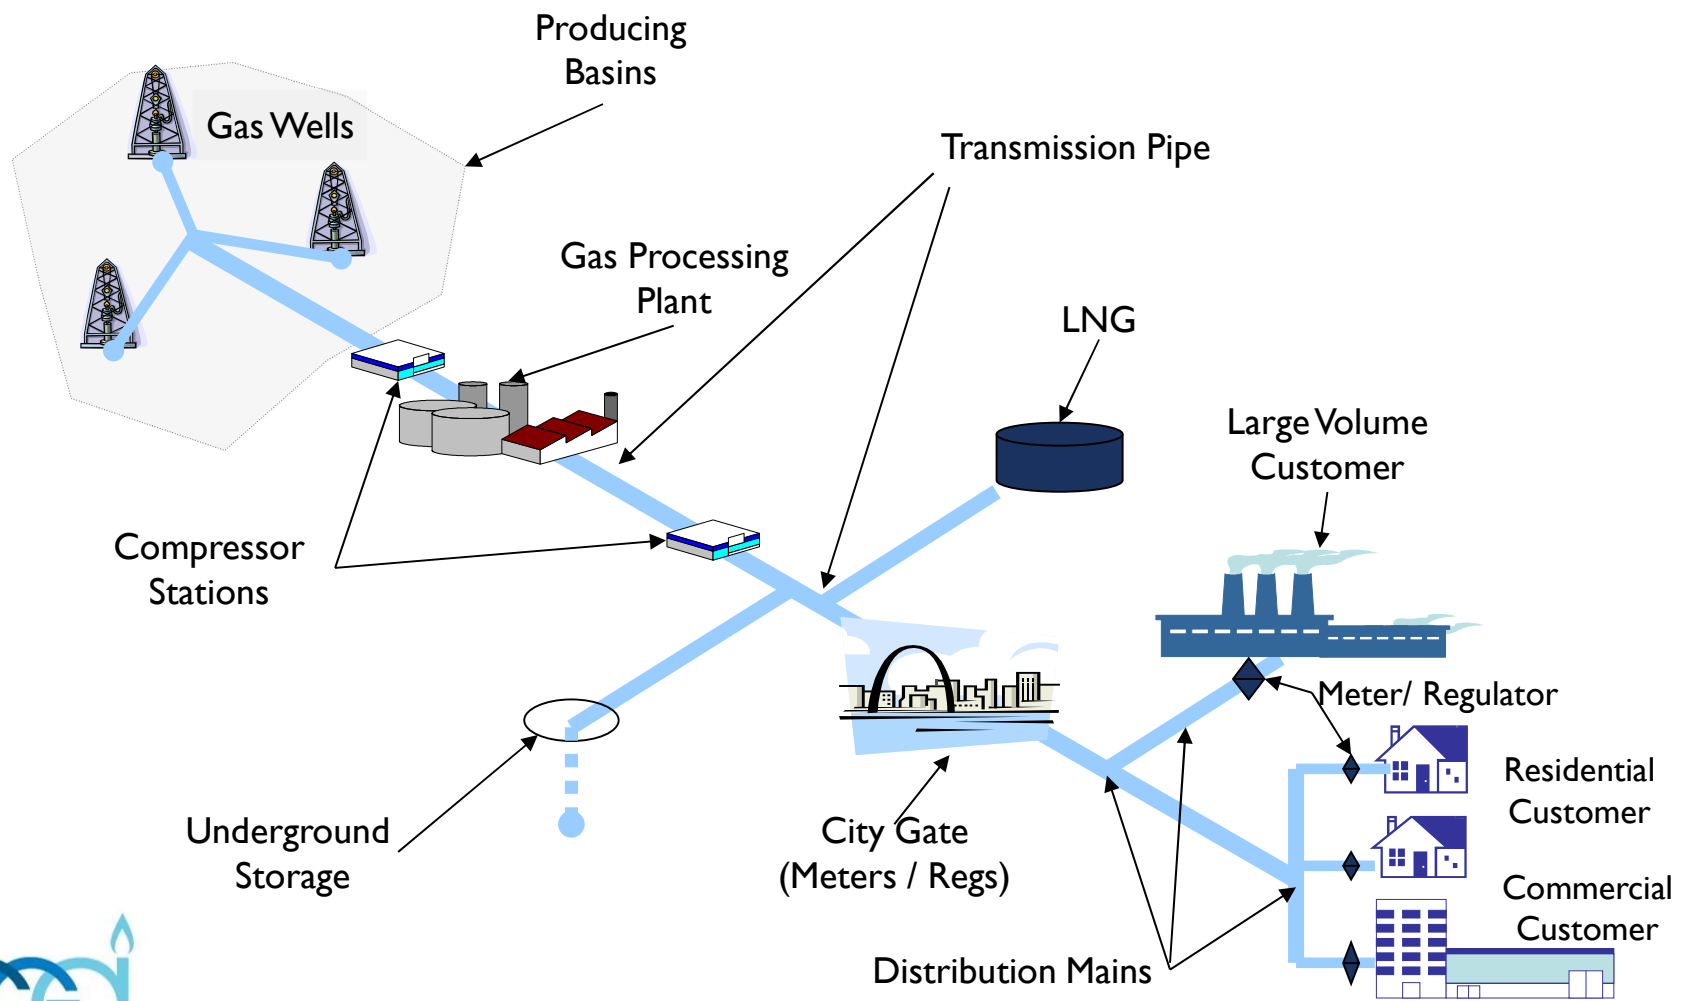 Producing
Basins
Gas Wells
Transmission Pipe
Gas Processing
Plant
LNG
Large Volume
Customer
Compressor
Stations
Meter/ Regulator
Residential
Customer
Underground
Storage
City Gate
(Meters / Regs)
Commercial
Customer
Distribution Mains